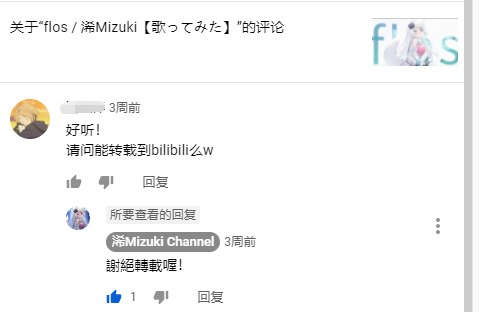 关于“flos / 浠Mizuki【歌ってみた】”的评论
flos
3周前
好听！
请问能转载到bilibili么w
回复
所要查看的回复
浠Mizuki Channel 3周前
謝絕轉載喔！
1
回复